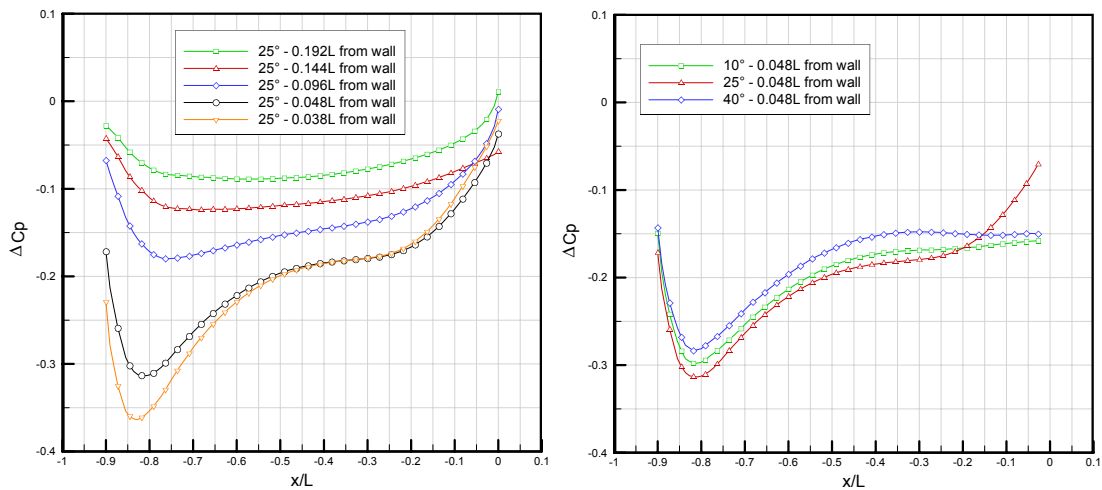 0.1
0
-0.1
-0.2
-0.3
-0.4
ΔCp
25° - 0.192L from wall
25° - 0.144L from wall
25° - 0.096L from wall
25° - 0.048L from wall
25° - 0.038L from wall
-1 -0.9 -0.8 -0.7 -0.6 -0.5 -0.4 -0.3 -0.2 -0.1 0 0.1
x/L
0.1
0
-0.1
-0.2
-0.3
-0.4
ΔCp
10° - 0.048L from wall
25° - 0.048L from wall
40° - 0.048L from wall
-1 -0.9 -0.8 -0.7 -0.6 -0.5 -0.4 -0.3 -0.2 -0.1 0 0.1
x/L